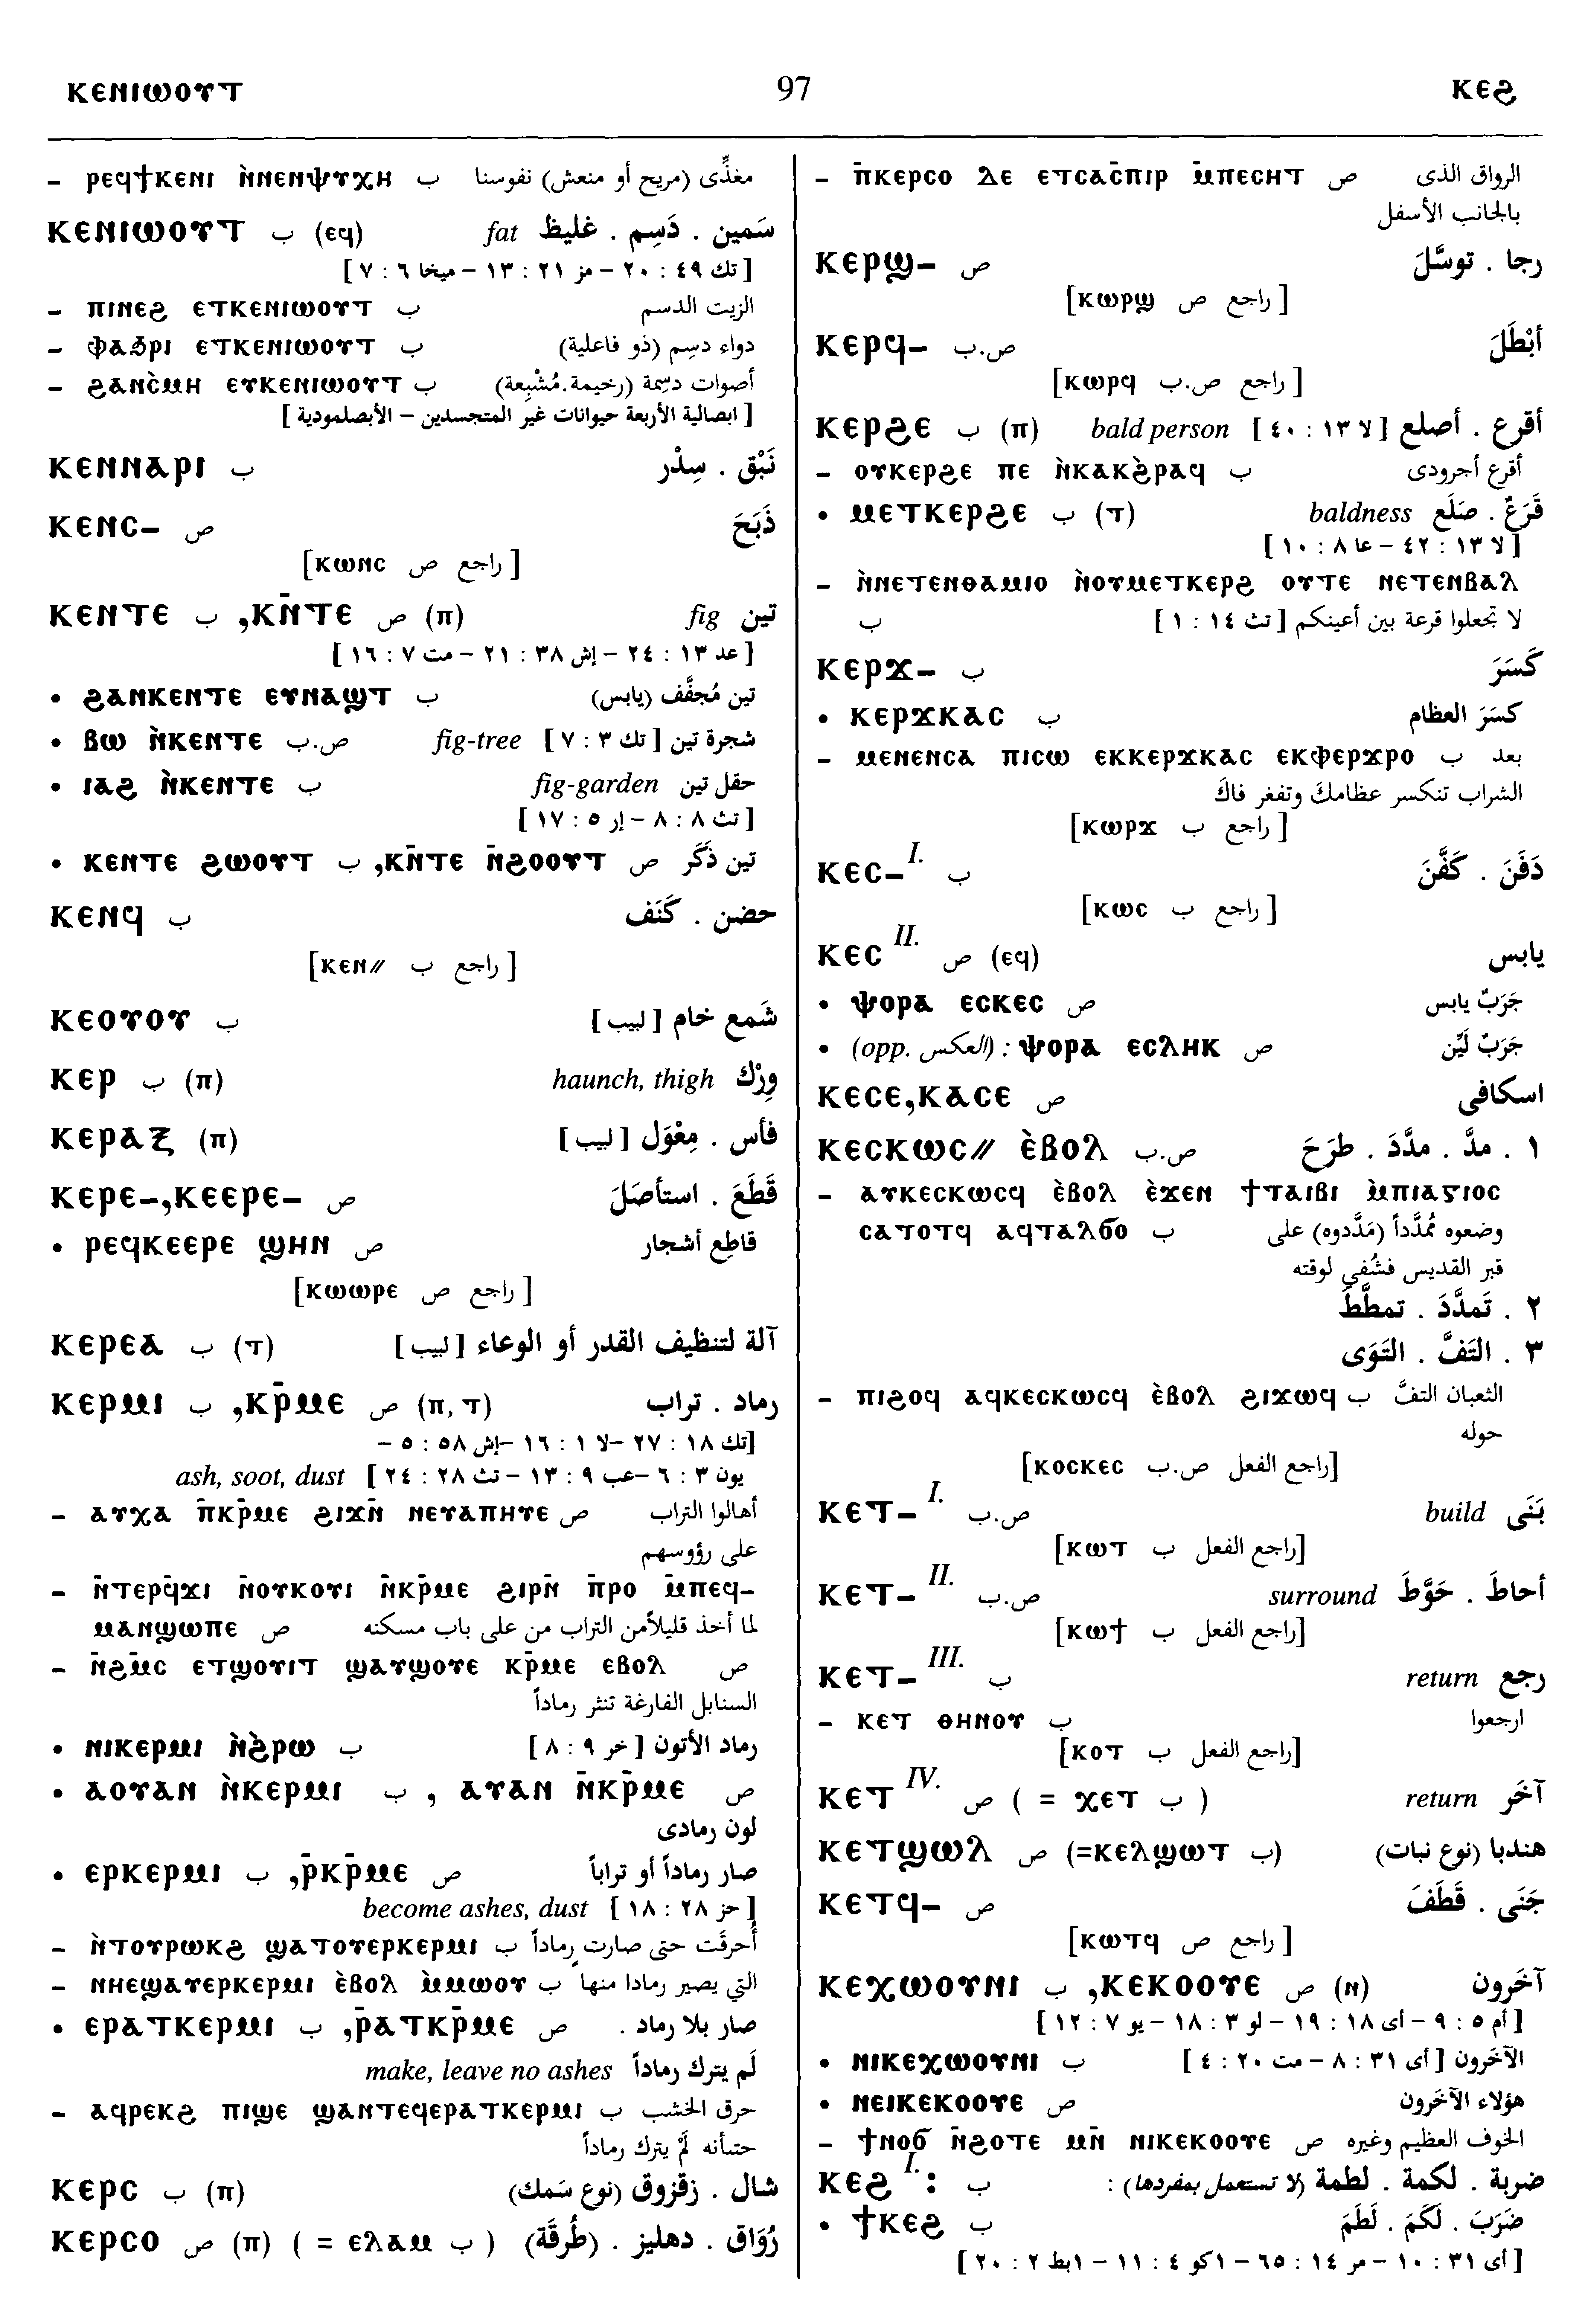 ⲕⲉⲛⲓⲱⲟⲩⲧ 97 ⲕⲉϩ
– ⲣⲉϥϯⲕⲉⲛⲓ ⲛ̀ⲛⲉⲛⲯⲩⲭⲏ ب مغذِّى (مريح أو منعش) نفوسنا
ⲕⲉⲛⲓⲱⲟⲩⲧ ب (ⲉϥ) fat سَمين . دَسِم . غليظ
[تك ٤٩ : ٢٠ – مز ٢١ : ١٣ – ميخا ٦ : ٧]
– ⲡⲓⲛⲉϩ ⲉⲧⲕⲉⲛⲓⲱⲟⲩⲧ ب الزيت الدسم
– ⲫⲁϧⲣⲓ ⲉⲧⲕⲉⲛⲓⲱⲟⲩⲧ ب دواء دسِم (ذو فاعلية)
– ϩⲁⲛⲥ̀ⲙⲏ ⲉⲩⲕⲉⲛⲓⲱⲟⲩⲧ ب أصوات دسِمة (رخيمة.مُشْبِعة)
[ابصالية الأربعة حيوانات غير المتجسدين – الأبصلمودية]
ⲕⲉⲛⲛⲁⲣⲓ ب نَبْق . سِدْر
ⲕⲉⲛⲥ– ص ذَبَحَ
[راجع ص ⲕⲱⲛⲥ]
ⲕⲉⲛⲧⲉ ب ,ⲕⲛ̄ⲧⲉ ص (ⲡ) fig تين
[عد ١٣ : ٢٤ – إش ٣٨ : ٢١ – مت ٧ : ١٦]
• ϩⲁⲛⲕⲉⲛⲧⲉ ⲉⲩⲛⲁϣⲧ ب تين مُجفَّف (يابس)
• ⲃⲱ ⲛ̀ⲕⲉⲛⲧⲉ ص.ب fig-tree شجرة تين [تك ٣ : ٧]
• ⲓⲁϩ ⲛ̀ⲕⲉⲛⲧⲉ ب fig-garden حقل تين
[تث ٨ : ٨ – إر ٥ : ١٧]
• ⲕⲉⲛⲧⲉ ϩⲱⲟⲩⲧ ب ,ⲕⲛ̄ⲧⲉ ⲛ̄ϩⲟⲟⲩⲧ ص تين ذَكَر
ⲕⲉⲛϥ ب حضن . كَنَف
[راجع ب ⲕⲉⲛ//]
ⲕⲉⲟⲩⲟⲩ ب شَمع خام [لبيب]
ⲕⲉⲣ ب (ⲡ) haunch, thigh وِرْك
ⲕⲉⲣⲁⲝ (ⲡ) فأس . مِعْوَل [لبيب]
ⲕⲉⲣⲉ–,ⲕⲉⲉⲣⲉ– ص قَطَعَ . استأصَلَ
• ⲣⲉϥⲕⲉⲉⲣⲉ ϣⲏⲛ ص قاطِع أشجار
[راجع ص ⲕⲱⲱⲣⲉ]
ⲕⲉⲣⲉⲁ ب (ⲧ) آلة لتنظيف القدر أو الوعاء [لبيب]
ⲕⲉⲣⲙⲓ ب ,ⲕⲣ̄ⲙⲉ ص (ⲡ, ⲧ) رماد . تراب
[تك ١٨ : ٢٧ –لا ١ : ١٦ –إش ٥٨ : ٥ –
ash, soot, dust [يون ٣ : ٦ –عب ٩ : ١٣ – تث ٢٨ : ٢٤]
– ⲁⲩⲭⲁ ⲡ̄ⲕⲣ̄ⲙⲉ ϩⲓϫⲛ̄ ⲛⲉⲩⲁⲡⲏⲩⲉ ص أهالوا التراب
على رؤوسهم
– ⲛ̄ⲧⲉⲣϥ̄ϫⲓ ⲛ̄ⲟⲩⲕⲟⲩⲓ ⲛ̄ⲕⲣ̄ⲙⲉ ϩⲓⲣⲛ̄ ⲡ̄ⲣⲟ ⲙ̄ⲡⲉϥ–
ⲙⲁⲛϣⲱⲡⲉ ص لما أخذ قليلاًمن التراب من على باب مسكنه
– ⲛ̄ϩⲙ̄ⲥ ⲉⲧϣⲟⲩⲓⲧ ϣⲁⲩϣⲟⲩⲉ ⲕⲣ̄ⲙⲉ ⲉⲃⲟⲗ ص
السنابل الفارغة تنثر رماداً
• ⲛⲓⲕⲉⲣⲙⲓ ⲛ̀ϩ̀ⲣⲱ ب رماد الأتون [خر ٩ : ٨]
• ⲁⲟⲩⲁⲛ ⲛ̀ⲕⲉⲣⲙⲓ ب , ⲁⲩⲁⲛ ⲛ̄ⲕⲣ̄ⲙⲉ ص
لون رمادى
• ⲉⲣⲕⲉⲣⲙⲓ ب ,ⲣ̄ⲕⲣ̄ⲙⲉ ص صار رماداً أو تراباً
become ashes, dust [حز ٢٨ : ١٨]
– ⲛ̀ⲧⲟⲩⲣⲱⲕϩ ϣⲁⲧⲟⲩⲉⲣⲕⲉⲣⲙⲓ ب أُحرِقَت حتى صارت رماداً
– ⲛⲏⲉϣⲁⲩⲉⲣⲕⲉⲣⲙⲓ ⲉ̀ⲃⲟⲗ ⲙ̀ⲙⲱⲟⲩ ب التي يصير رمادا منها
• ⲉⲣⲁⲧⲕⲉⲣⲙⲓ ب ,ⲣ̄ⲁⲧⲕⲣ̄ⲙⲉ ص صار بلا رماد .
make, leave no ashes لَم يترك رماداً
– ⲁϥⲣⲉⲕϩ ⲡⲓϣⲉ ϣⲁⲛⲧⲉϥⲉⲣⲁⲧⲕⲉⲣⲙⲓ ب حرق الخشب
حتىأنه لَمْ يترك رماداً
ⲕⲉⲣⲥ ب (ⲡ) شال . زقزوق (نوع سَمك)
ⲕⲉⲣⲥⲟ ص (ⲡ) ( = ⲉⲗⲁⲙ ب ) رُوَاق . دهليز . (طُرقَة)
– ⲡ̄ⲕⲉⲣⲥⲟ ⲇⲉ ⲉⲧⲥⲁⲥ̄ⲡⲓⲣ ⲙ̄ⲡⲉⲥⲏⲧ ص الرواق الذى
بالجانب الأسفل
ⲕⲉⲣϣ– ص رجا . توسَّلَ
[راجع ص ⲕⲱⲣϣ]
ⲕⲉⲣϥ– ص.ب أبْطَلَ
[راجع ص.ب ⲕⲱⲣϥ]
ⲕⲉⲣϩⲉ ب (ⲡ) bald person أقرع . أصلع [لا ١٣ : ٤٠]
– ⲟⲩⲕⲉⲣϩⲉ ⲡⲉ ⲛ̀ⲕⲁⲕϩ̀ⲣⲁϥ ب أقرع أجرودى
• ⲙⲉⲧⲕⲉⲣϩⲉ ب (ⲧ) baldness قَرَعٌ . صَلَع
[لا ١٣ : ٤٢ – عا ٨ : ١٠]
– ⲛ̀ⲛⲉⲧⲉⲛⲑⲁⲙⲓⲟ ⲛ̀ⲟⲩⲙⲉⲧⲕⲉⲣϩ ⲟⲩⲧⲉ ⲛⲉⲧⲉⲛⲃⲁⲗ
ب لا تجعلوا قرعة بين أعينكم [تث ١٤ : ١]
ⲕⲉⲣϫ– ب كَسَرَ
• ⲕⲉⲣϫⲕⲁⲥ ب كسَرَ العظام
– ⲙⲉⲛⲉⲛⲥⲁ ⲡⲓⲥⲱ ⲉⲕⲕⲉⲣϫⲕⲁⲥ ⲉⲕⲫⲉⲣϫⲣⲟ ب بعد
الشراب تنكسر عظامكَ وتفغر فاكَ
[راجع ب ⲕⲱⲣϫ]
ⲕⲉⲥ– I. ب دَفَنَ . كَفَّنَ
[راجع ب ⲕⲱⲥ]
ⲕⲉⲥ II. ص (ⲉϥ) يابس
• ⲯⲟⲣⲁ ⲉⲥⲕⲉⲥ ص جَرَبٌ يابس
• (opp. العكس) : ⲯⲟⲣⲁ ⲉⲥⲗⲏⲕ ص جَرَبٌ لَيِّن
ⲕⲉⲥⲉ,ⲕⲁⲥⲉ ص اسكافى
ⲕⲉⲥⲕⲱⲥ// ⲉ̀ⲃⲟⲗ ص.ب ١ . مدَّ . مدَّدَ . طرَحَ
– ⲁⲩⲕⲉⲥⲕⲱⲥϥ ⲉ̀ⲃⲟⲗ ⲉ̀ϫⲉⲛ ϯⲧⲁⲓⲃⲓ ⲙ̀ⲡⲓⲁⲅⲓⲟⲥ
ⲥⲁⲧⲟⲧϥ ⲁϥⲧⲁⲗϭⲟ ب وضعوه مُمَدَّداً (مَدَّدوه) على
قبر القديس فشُفي لوقته
٢ . تَمدَّدَ . تمطَّطَ
٣ . التَفَّ . التَوَى
– ⲡⲓϩⲟϥ ⲁϥⲕⲉⲥⲕⲱⲥϥ ⲉ̀ⲃⲟⲗ ϩⲓϫⲱϥ ب الثعبان التفَّ
حوله
[راجع الفعل ص.ب ⲕⲟⲥⲕⲉⲥ]
ⲕⲉⲧ– I. ص.ب build بَنَى
[راجع الفعل ب ⲕⲱⲧ]
ⲕⲉⲧ– II. ص.ب surround أحاطَ . حَوَّطَ
[راجع الفعل ب ⲕⲱϯ]
ⲕⲉⲧ– III. ب return رجع
– ⲕⲉⲧ ⲑⲏⲛⲟⲩ ب ارجعوا
[راجع الفعل ب ⲕⲟⲧ]
ⲕⲉⲧ IV. ص ( = ⲭⲉⲧ ب ) return آخَر
ⲕⲉⲧϣⲱⲗ ص (=ⲕⲉⲗϣⲱⲧ ب) هندبا (نوع نبات)
ⲕⲉⲧϥ– ص جَنَى . قَطَفَ
[راجع ص ⲕⲱⲧϥ]
ⲕⲉⲭⲱⲟⲩⲛⲓ ب ,ⲕⲉⲕⲟⲟⲩⲉ ص (ⲛ) آخَرون
[أم ٥ : ٩ – أى ١٨ : ١٩ – لو ٣ : ١٨ – يو ٧ : ١٢]
• ⲛⲓⲕⲉⲭⲱⲟⲩⲛⲓ ب الآخَرون [أى ٣١ : ٨ – مت ٢٠ : ٤]
• ⲛⲉⲓⲕⲉⲕⲟⲟⲩⲉ ص هؤلاء الآخَرون
– ϯⲛⲟϭ ⲛ̄ϩⲟⲧⲉ ⲙⲛ̄ ⲛⲓⲕⲉⲕⲟⲟⲩⲉ ص الخوف العظيم وغيره
ⲕⲉϩ I. : ب ضربة . لكمة . لطمة (لا تستعمل بمفردها) :
• ϯⲕⲉϩ ب ضَرَبَ . لَكَمَ . لَطَمَ
[أى ٣١ : ١٠ – مر ١٤ : ٦٥ – ١كو ٤ : ١١ – ١بط ٢ : ٢٠]